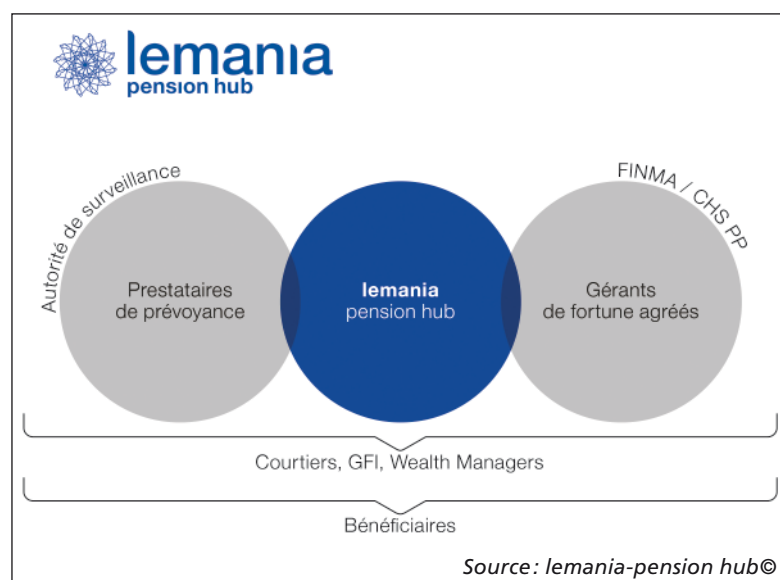 lemania
pension hub
Autorité de surveillance
FINMA / CHS PP
Prestataires
de prévoyance
lemania
pension hub
Gérants
de fortune agréés
Courtiers, GFI, Wealth Managers
Bénéficiaires
Source: lemania-pension hub©